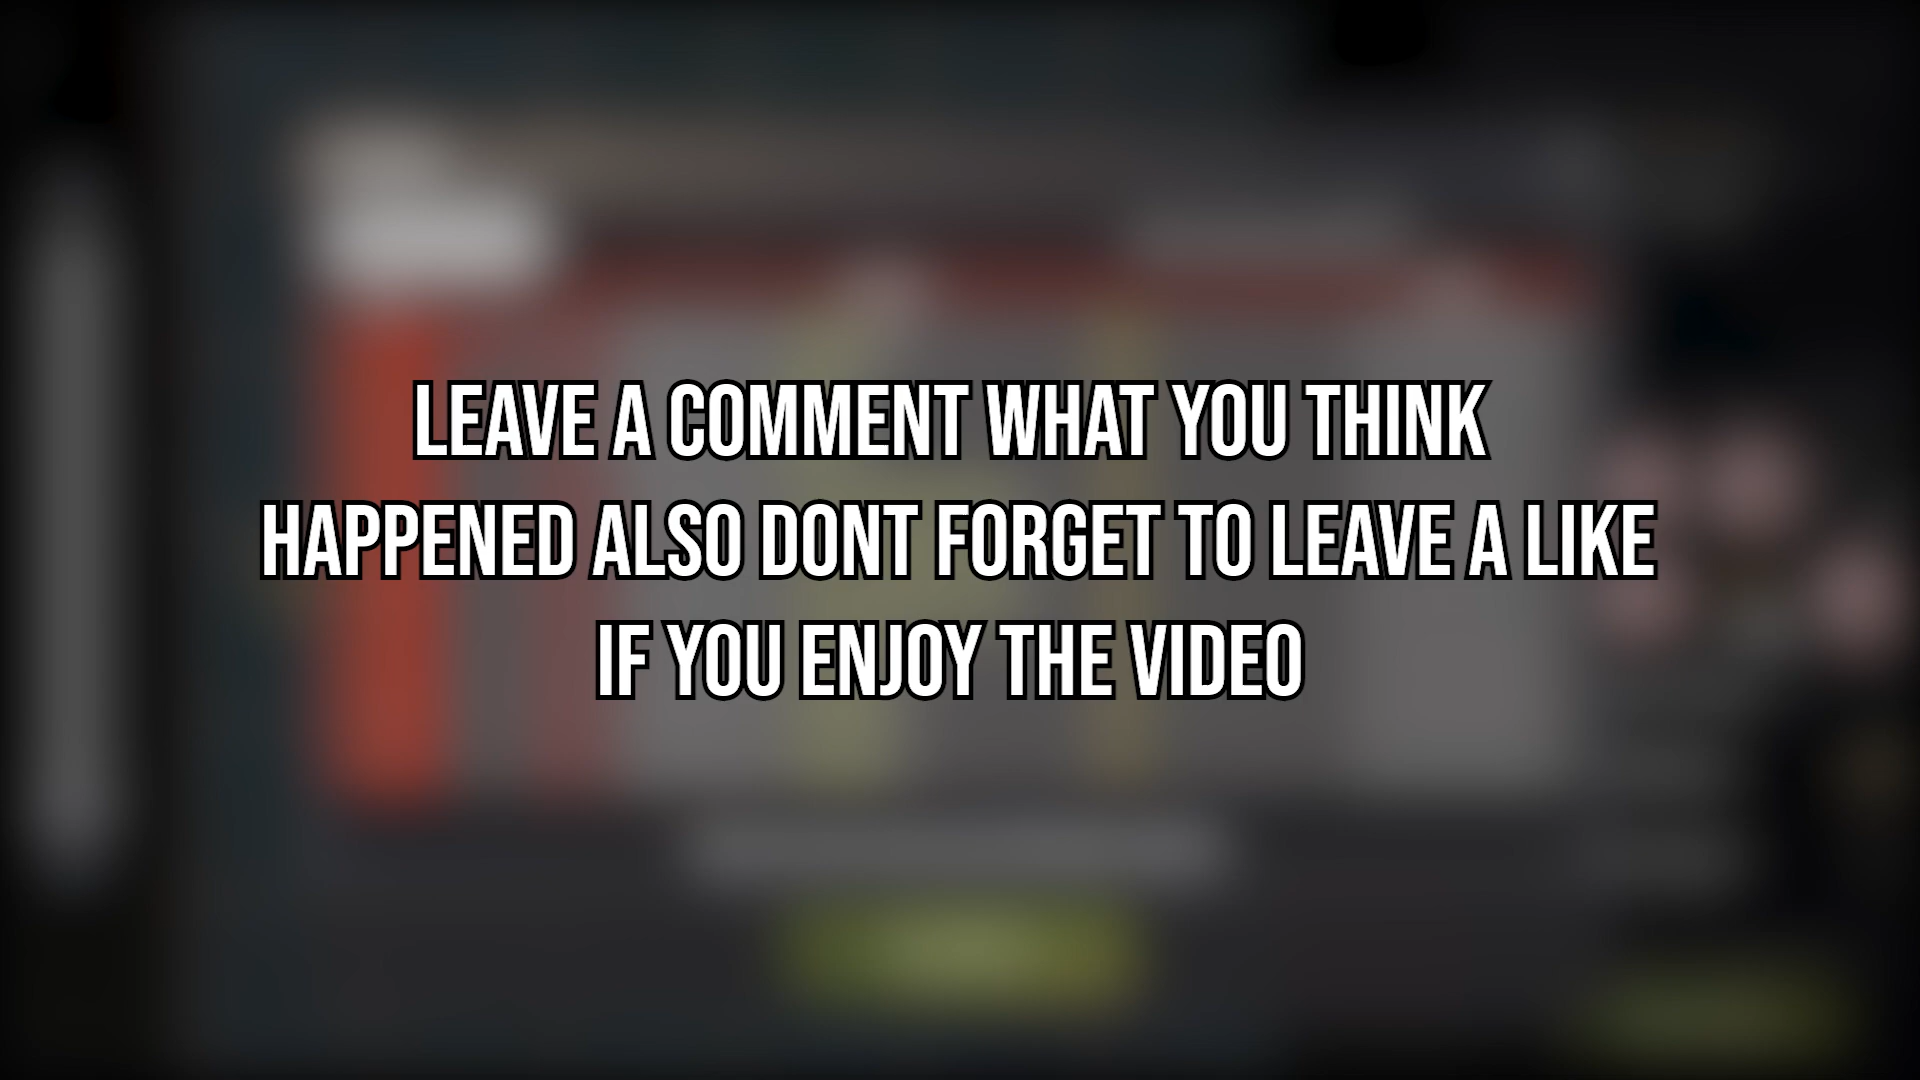 LEAVE A COMMENT WHAT YOU THINK
HAPPENED ALSO DONT FORGET TO LEAVE A LIKE
IF YOU ENJOY THE VIDEO